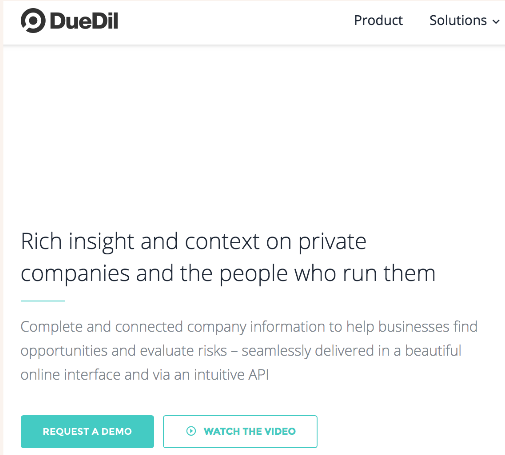 DueDil
Product
Solutions
Rich insight and context on private
companies and the people who run them
Complete and connected company information to help businesses find
opportunities and evaluate risks – seamlessly delivered in a beautiful
online interface and via an intuitive API
REQUEST A DEMO
WATCH THE VIDEO